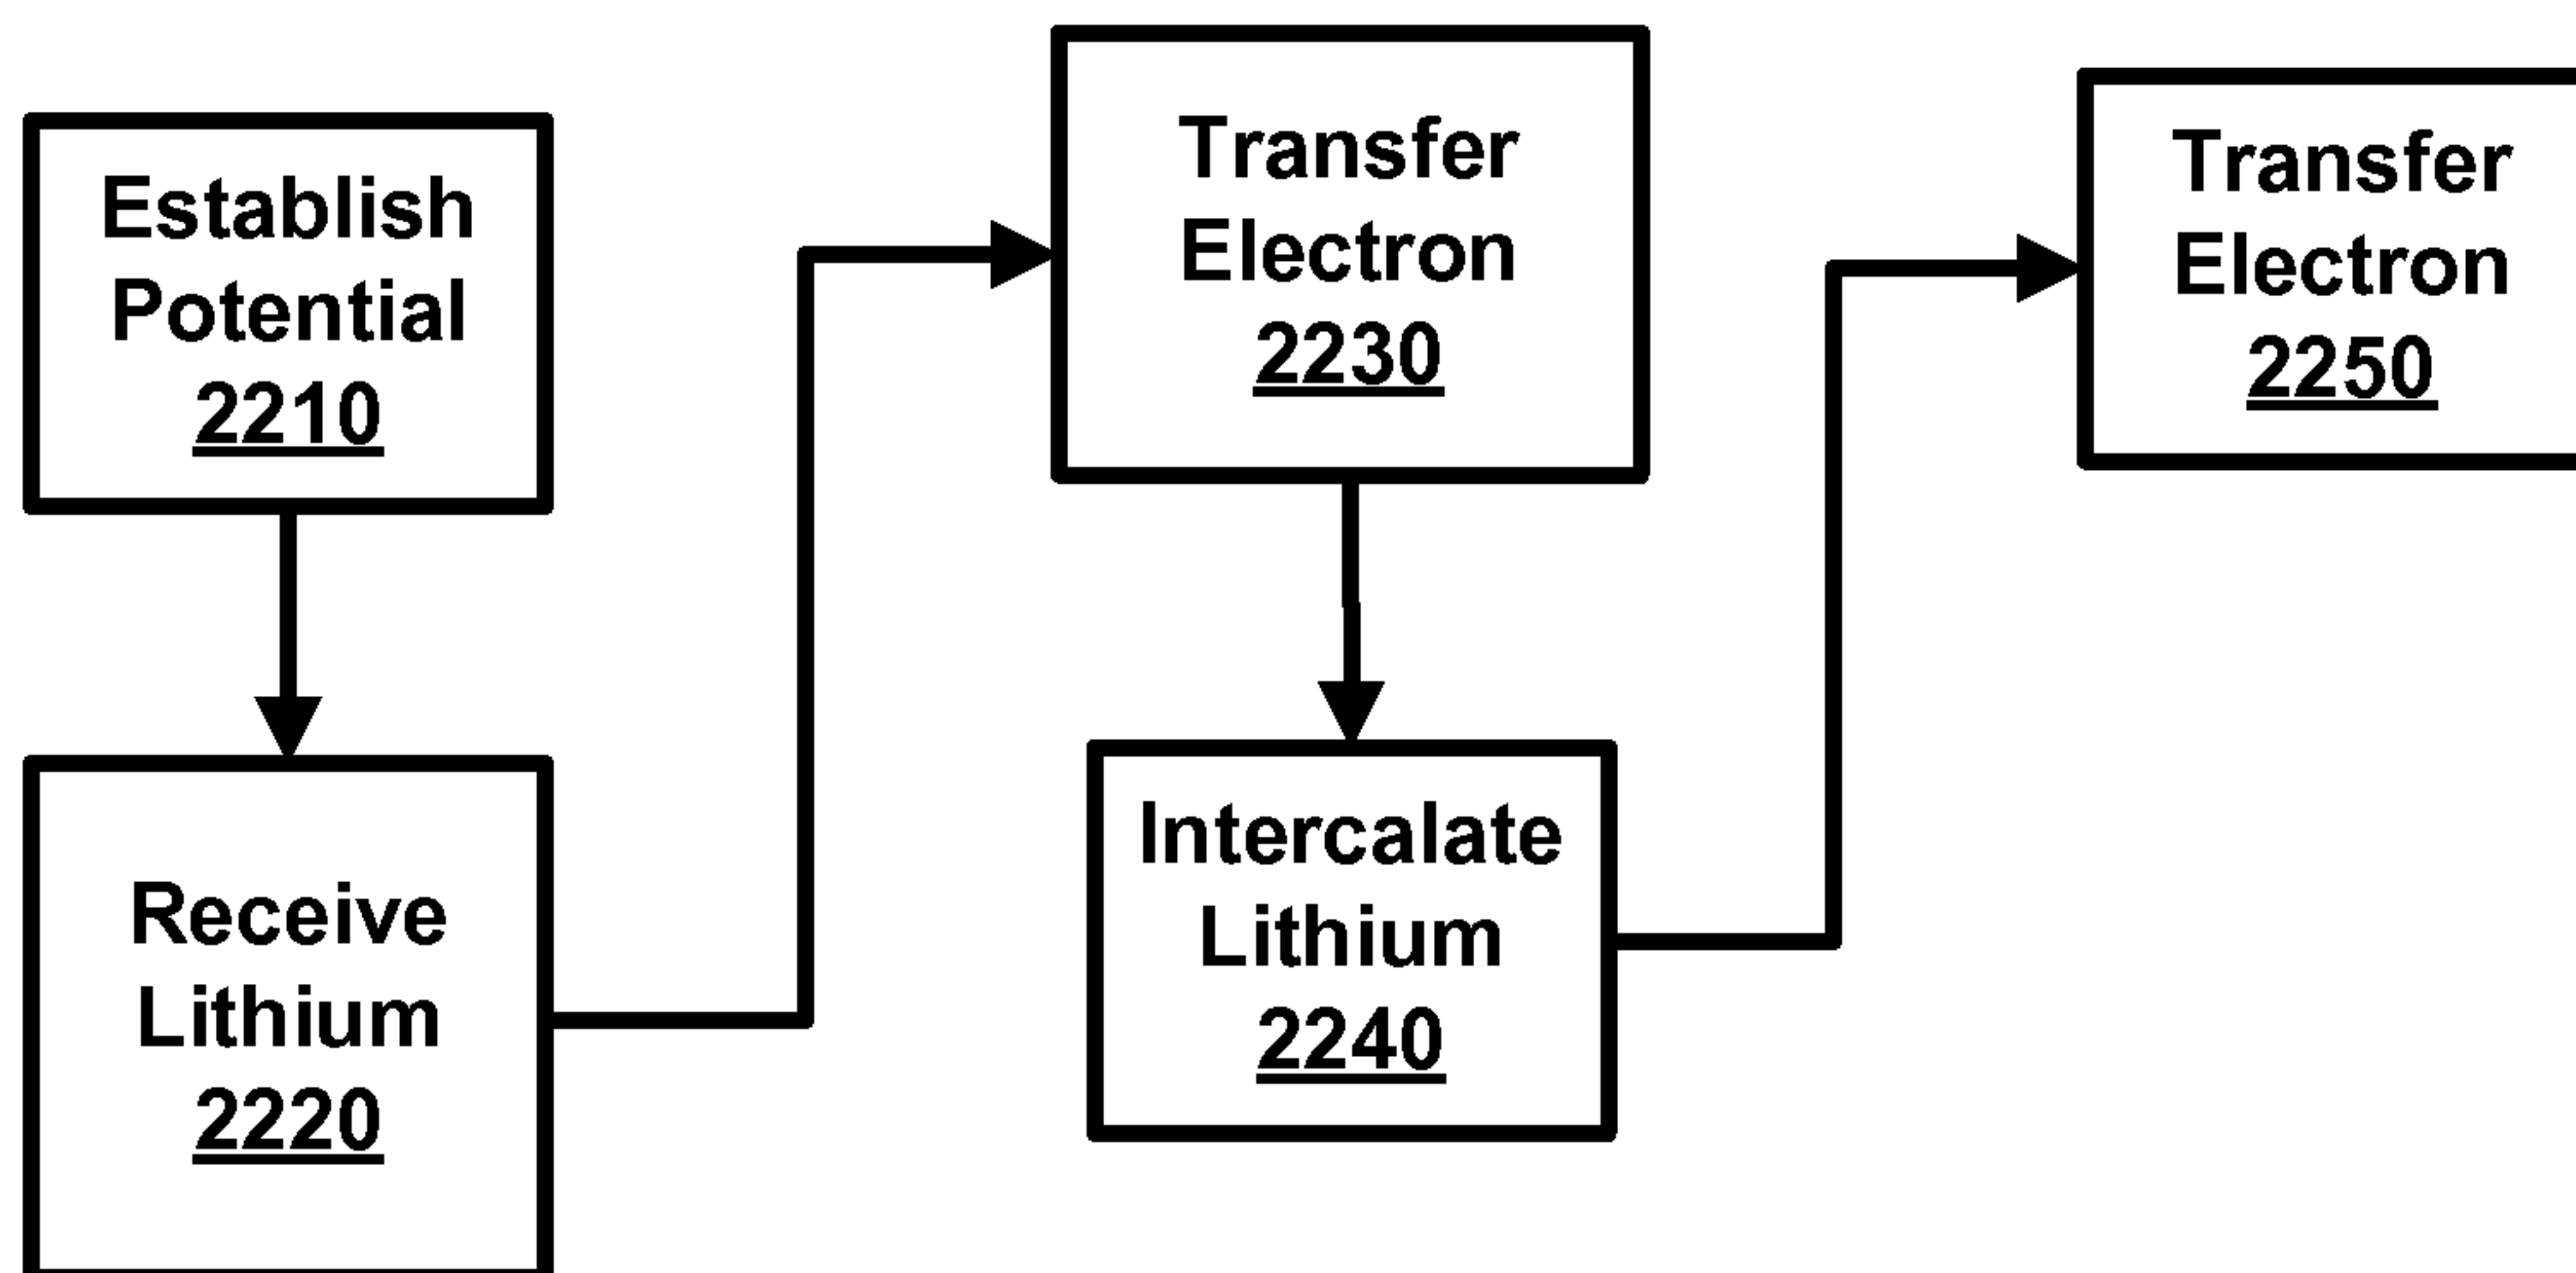 Establish
Potential
2210
Receive
Lithium
2220
Transfer
Electron
2230
Intercalate
Lithium
2240
Transfer
Electron
2250